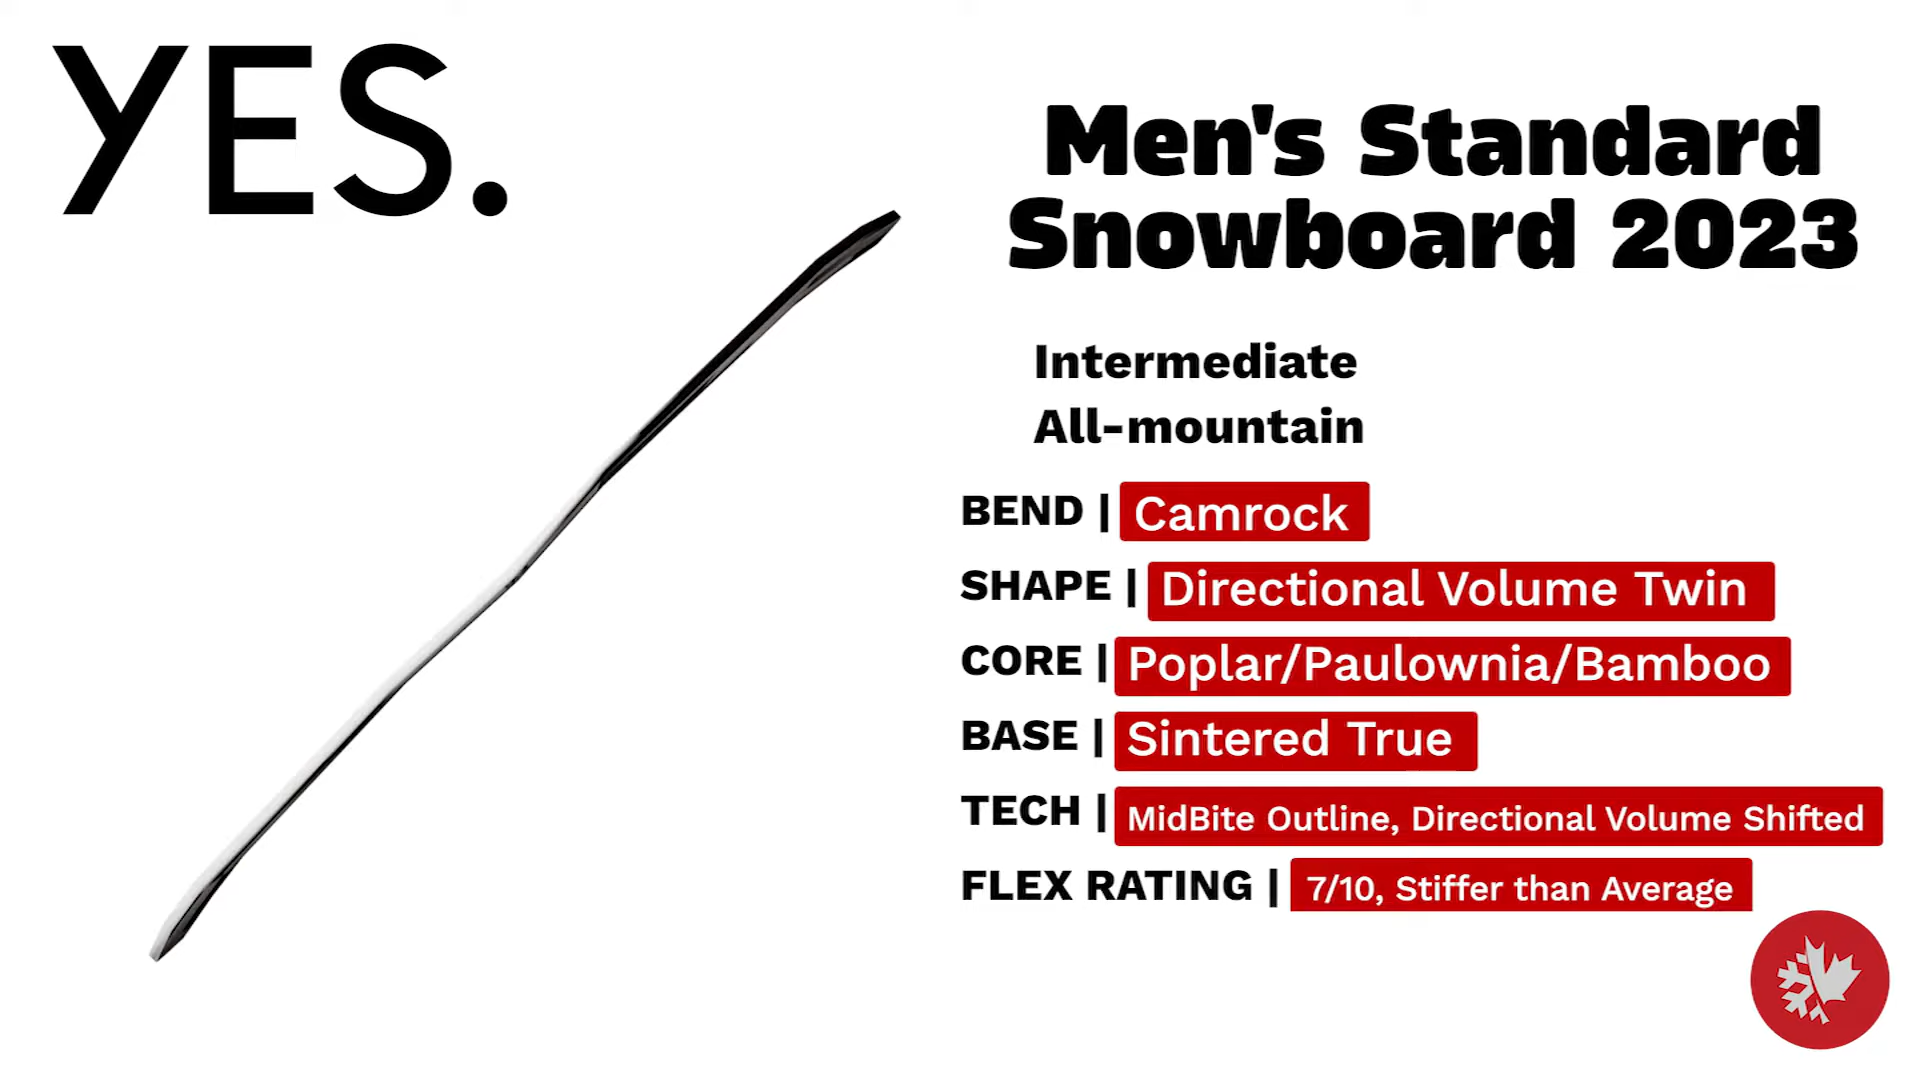 YES.
Men's Standard
Snowboard 2023
Intermediate
All-mountain
BEND | Camrock
SHAPE | Directional Volume Twin
CORE | Poplar/Paulownia/Bamboo
BASE | Sintered True
TECH | MidBite Outline, Directional Volume Shifted
FLEX RATING | 7/10, Stiffer than Average